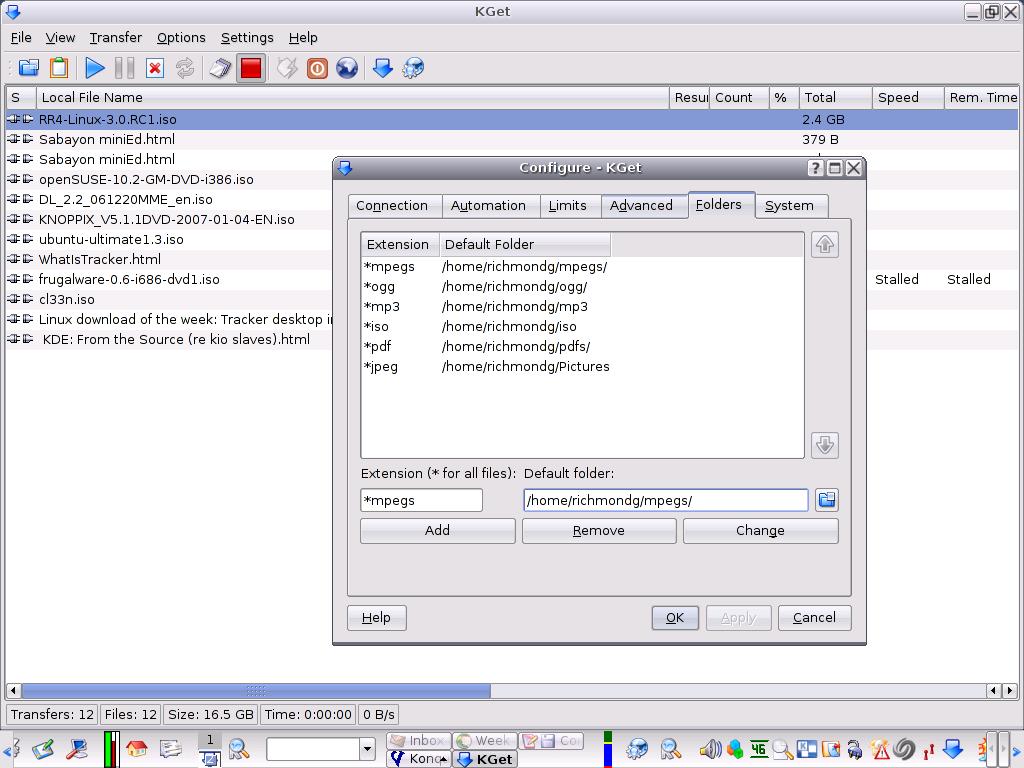 KGet
File View Transfer Options Settings Help
S Local File Name Resu Count % Total Speed Rem. Time
RR4-Linux-3.0.RC1.iso 2.4 GB
Sabayon miniEd.html 379 B
Sabayon miniEd.html
openSUSE-10.2-GM-DVD-i386.iso
DL_2.2_061220MME_en.iso
KNOPPIX_V5.1.1DVD-2007-01-04-EN.iso
ubuntu-ultimate1.3.iso
WhatIsTracker.html
frugalware-0.6-i686-dvd1.iso Stalled Stalled
cl33n.iso
Linux download of the week: Tracker desktop i
KDE: From the Source (re kio slaves).html
Configure - KGet
Connection Automation Limits Advanced Folders System
Extension Default Folder
*mpegs /home/richmondg/mpegs/
*ogg /home/richmondg/ogg/
*mp3 /home/richmondg/mp3
*iso /home/richmondg/iso
*pdf /home/richmondg/pdfs/
*jpeg /home/richmondg/Pictures
Extension (* for all files): Default folder:
*mpegs /home/richmondg/mpegs/
Add Remove Change
Help OK Apply Cancel
Transfers: 12 Files: 12 Size: 16.5 GB Time: 0:00:00 0 B/s
1 Inbo Week Co
Kon KGet 46